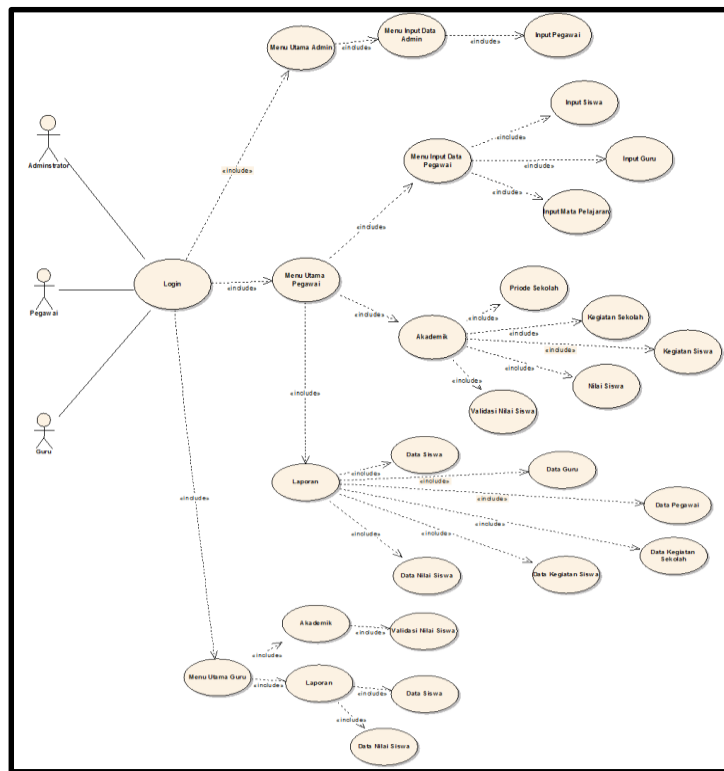 Menu Utama Admin
«include»
Menu Input Data
Admin
«include»
Input Pegawai
Adminstrator
«include»
Input Siswa
«include»
Menu Input Data
Pegawai
«include»
Input Guru
«include»
Input Mata Pelajaran
«include»
Pegawai
Login
«include»
Menu Utama
Pegawai
«include»
Priode Sekolah
«include»
Akademik
«include»
Kegiatan Sekolah
«include»
Kegiatan Siswa
«include»
Nilai Siswa
«include»
Validasi Nilai Siswa
Guru
«include»
«include»
Laporan
«include»
Data Siswa
«include»
Data Guru
«include»
Data Pegawai
«include»
Data Kegiatan
Sekolah
«include»
Data Kegiatan Siswa
«include»
Data Nilai Siswa
Menu Utama Guru
«include»
Akademik
«include»
Validasi Nilai Siswa
«include»
Laporan
«include»
Data Siswa
«include»
Data Nilai Siswa